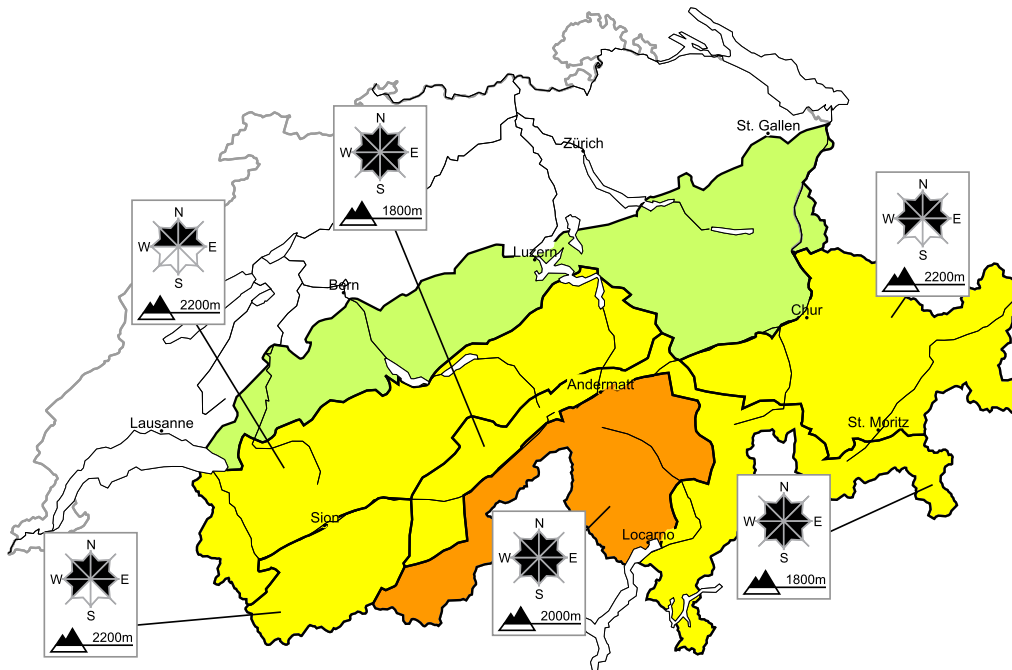 St. Gallen
N
Zürich
W E
S
1800m
N
W E
S
2200m
N
W E
S
2200m
Luzern
Bern
Chur
Andermatt
Lausanne
St. Moritz
N
W E
S
1800m
Sion
N
W E
S
2000m
Locarno
N
W E
S
2200m